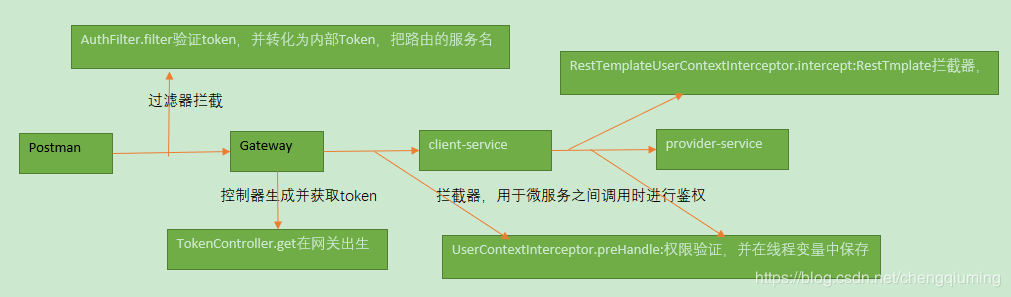 AuthFilter.filter验证token，并转化为内部Token，把路由的服务名
RestTemplateUserContextInterceptor.intercept:RestTmplate拦截器，
过滤器拦截
Postman
Gateway
client-service
provider-service
控制器生成并获取token
拦截器，用于微服务之间调用时进行鉴权
TokenController.get在网关出生
UserContextInterceptor.preHandle:权限验证，并在线程变量中保存
https://blog.csdn.net/chengqiuming